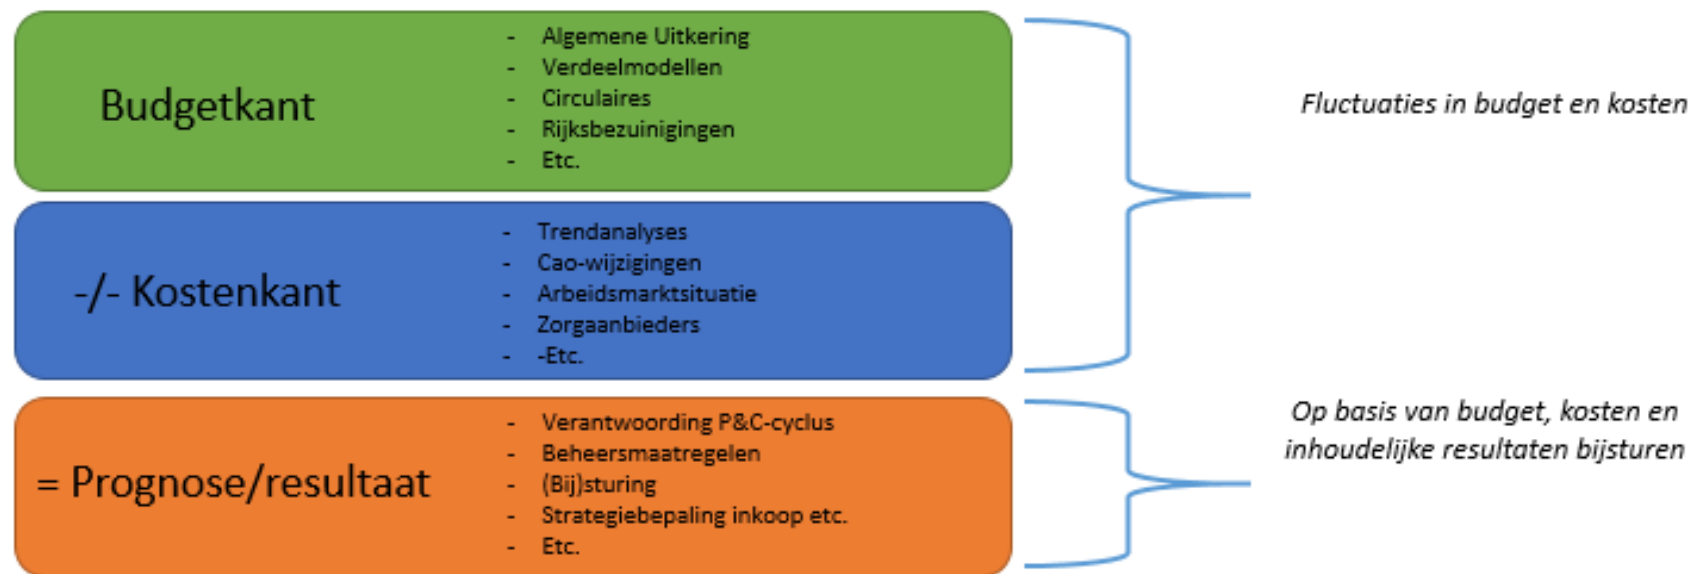 Budgetkant
- Algemene Uitkering
- Verdeelmodellen
- Circulaires
- Rijksbezuinigingen
- Etc.
Fluctuaties in budget en kosten
-/- Kostenkant
- Trendanalyses
- Cao-wijzigingen
- Arbeidsmarktsituatie
- Zorgaanbieders
- -Etc.
= Prognose/resultaat
- Verantwoording P&C-cyclus
- Beheersmaatregelen
- (Bij)sturing
- Strategiebepaling inkoop etc.
- Etc.
Op basis van budget, kosten en
inhoudelijke resultaten bijsturen